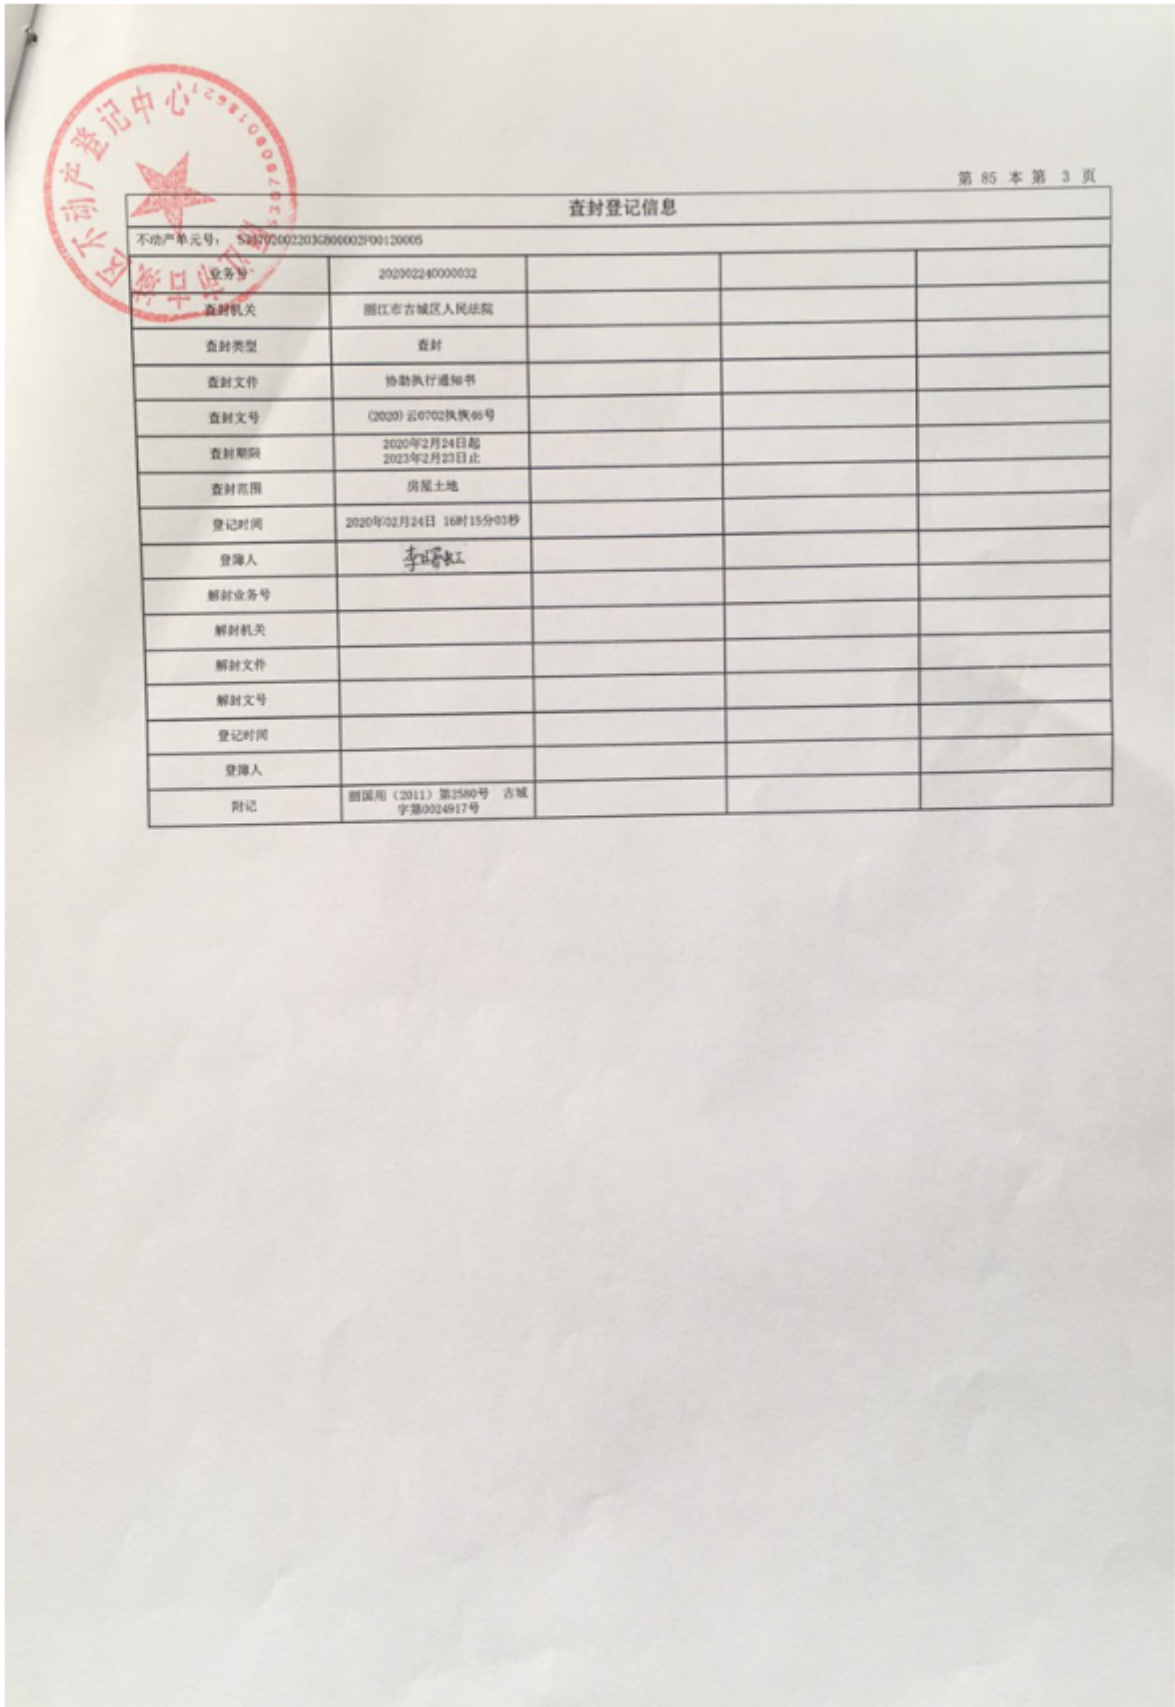 丽江市古城区不动产登记中心
第 85 本 第 3 页
查封登记信息
不动产单元号: 530702002203GB00002F00120005
业务号 202002240000032
查封机关 丽江市古城区人民法院
查封类型 查封
查封文件 协助执行通知书
查封文号 (2020)云0702执恢46号
查封期限 2020年2月24日起
2023年2月23日止
查封范围 房屋土地
登记时间 2020年02月24日 16时15分03秒
登簿人
解封业务号
解封机关
解封文件
解封文号
登记时间
登簿人
附记 丽国用（2011）第2580号 古城
字第0024917号